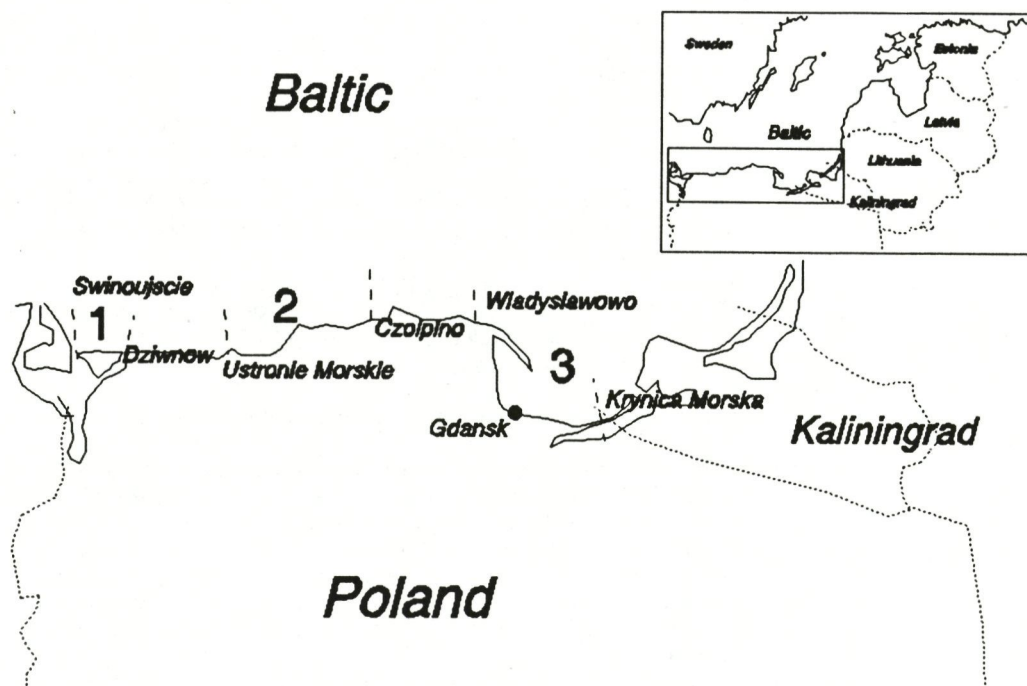 Baltic
Sweden
Estonia
Latvia
Baltic
Lithuania
Kaliningrad
Swinoujscie
1
Dziwnow
2
Ustronie Morskie
Czolpino
Wladyslawowo
3
Krynica Morska
Gdansk
Kaliningrad
Poland